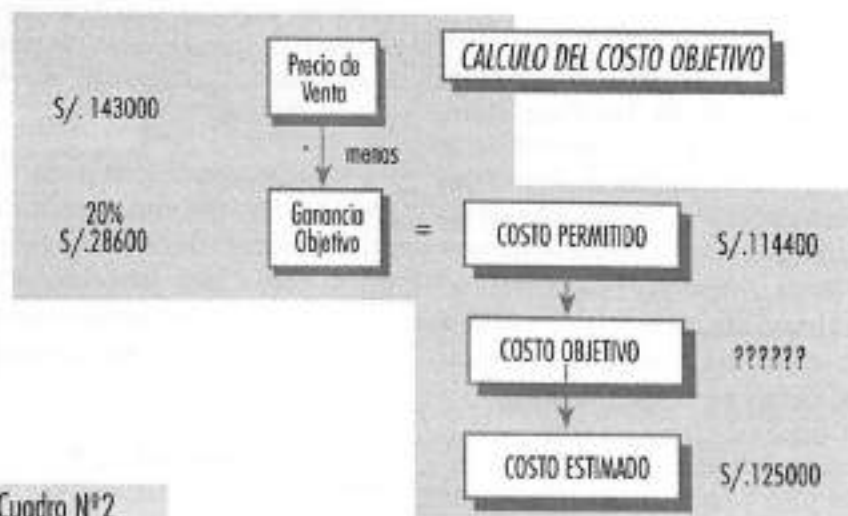 CALCULO DEL COSTO OBJETIVO
Precio de
Venta
S/. 143000
menos
20%
S/.28600
Ganancia
Objetivo
=
COSTO PERMITIDO
S/.114400
COSTO OBJETIVO
??????
COSTO ESTIMADO
S/.125000
Cuadro Nº2